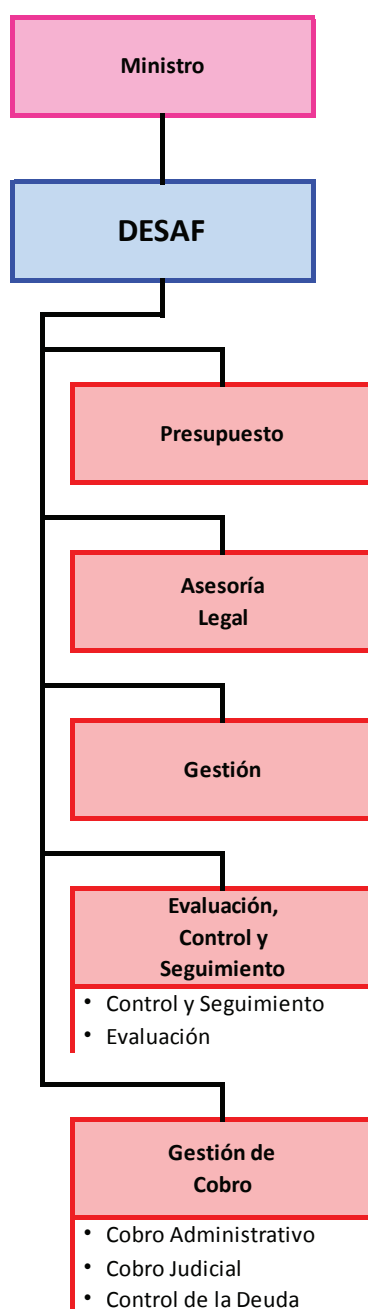 Ministro
DESAF
Presupuesto
Asesoría
Legal
Gestión
Evaluación,
Control y
Seguimiento
• Control y Seguimiento
• Evaluación
Gestión de
Cobro
• Cobro Administrativo
• Cobro Judicial
• Control de la Deuda